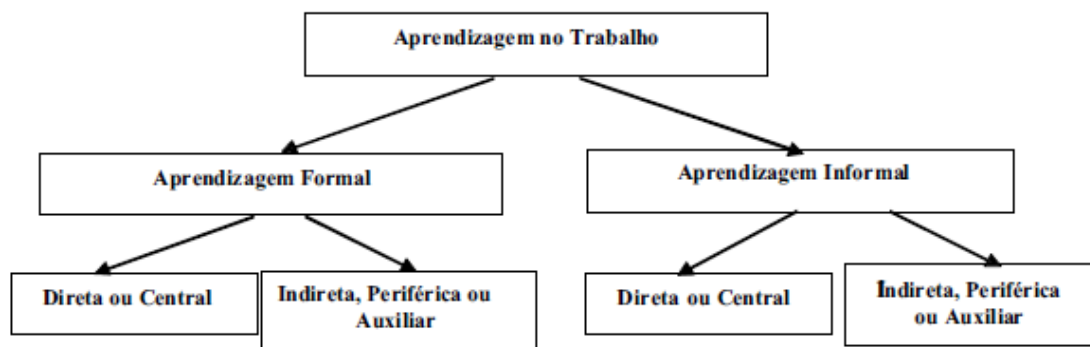 Aprendizagem no Trabalho
Aprendizagem Formal
Aprendizagem Informal
Direta ou Central
Indireta, Periférica ou
Auxiliar
Direta ou Central
Indireta, Periférica
ou Auxiliar